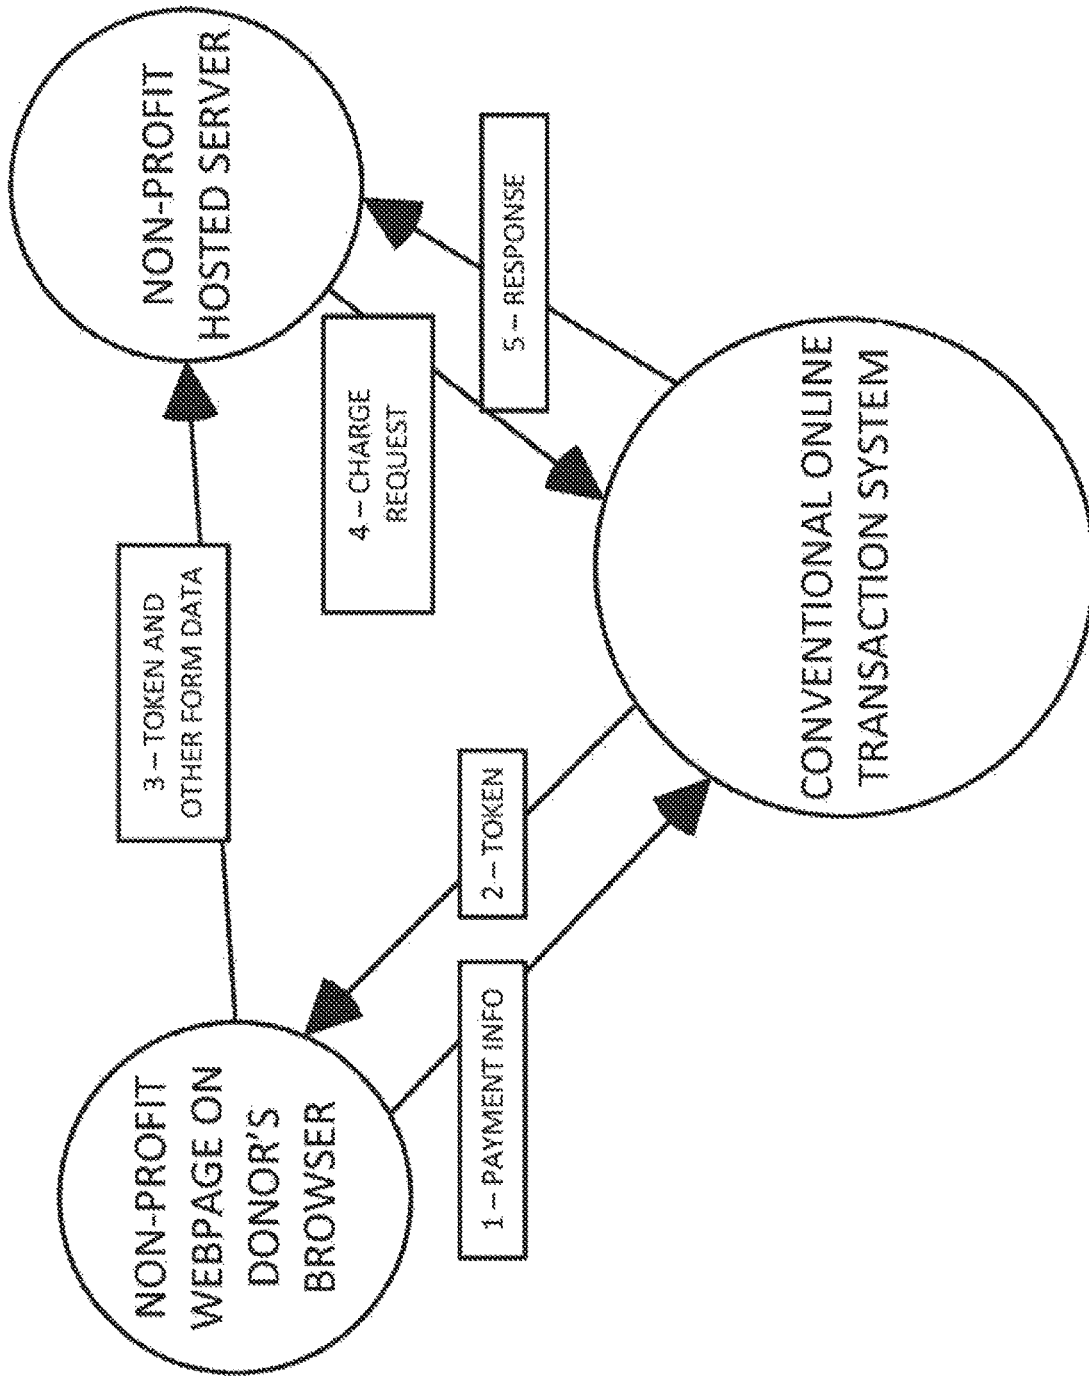 NON-PROFIT
WEBPAGE ON
DONOR'S
BROWSER
3 – TOKEN AND
OTHER FORM DATA
NON-PROFIT
HOSTED SERVER
1 – PAYMENT INFO
2 – TOKEN
4 – CHARGE
REQUEST
5 – RESPONSE
CONVENTIONAL ONLINE
TRANSACTION SYSTEM